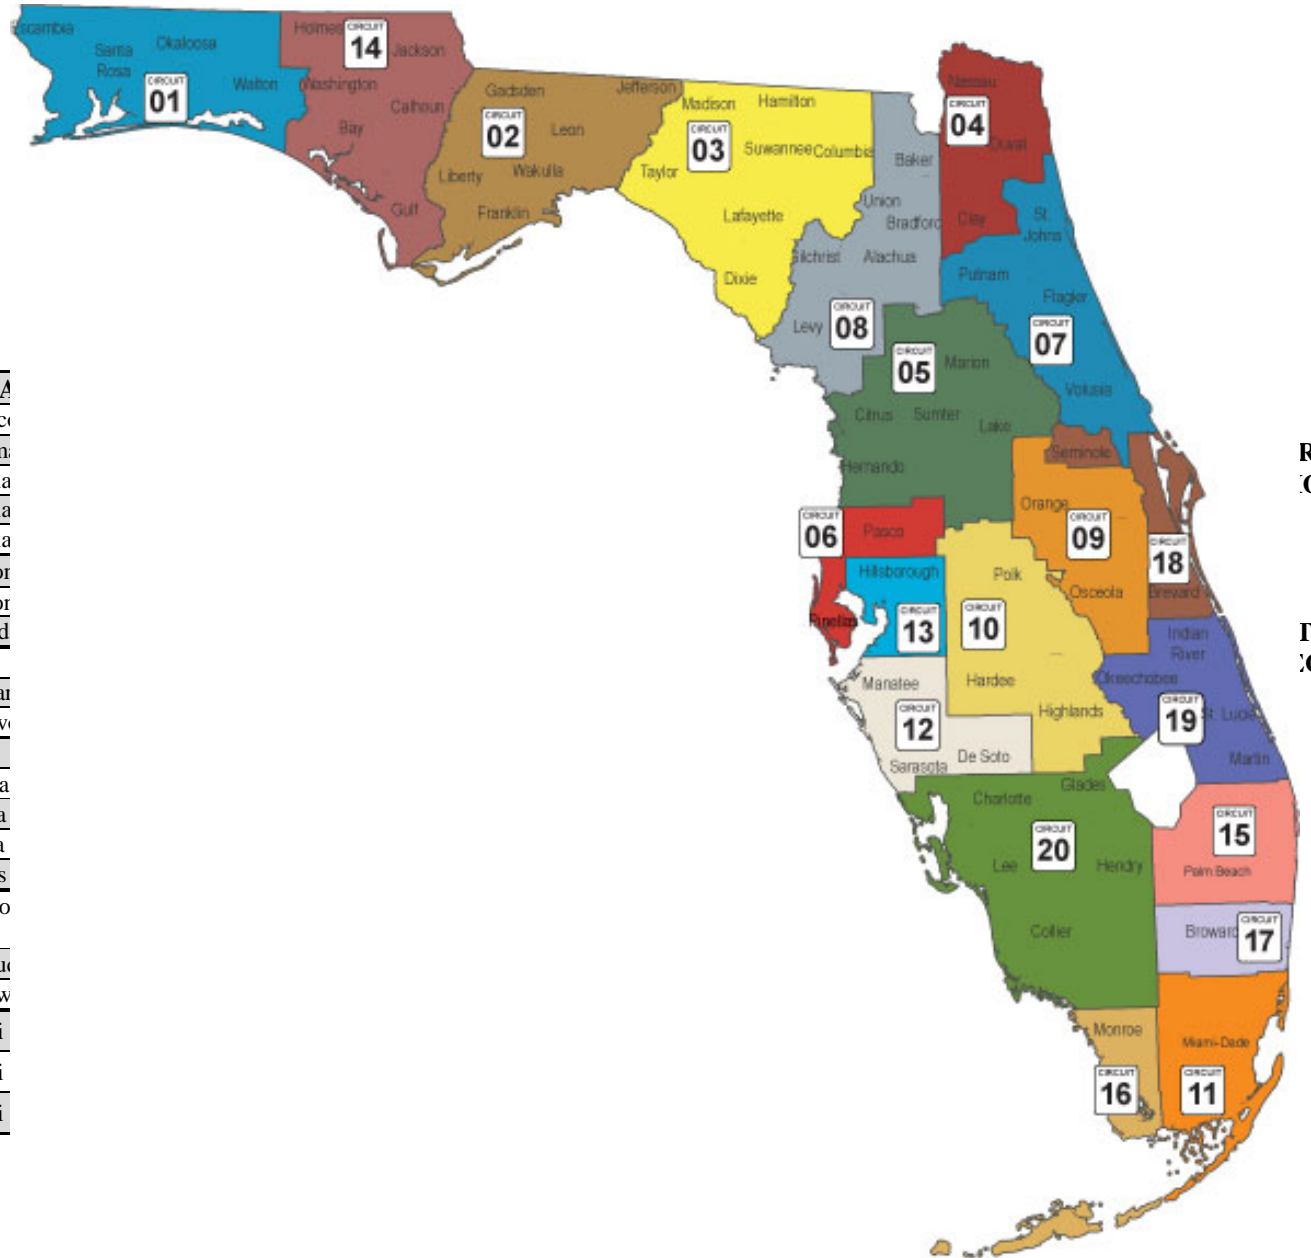 Escambia
Santa
Rosa
Okaloosa
Walton
CIRCUIT
01
Holmes
CIRCUIT
14
Jackson
Washington
Calhoun
Bay
Gulf
Gadsden
Jefferson
CIRCUIT
02
Leon
Liberty
Wakulla
Franklin
Madison
Hamilton
CIRCUIT
03
Suwannee
Columbia
Taylor
Lafayette
Dixie
Nassau
CIRCUIT
04
Duval
Clay
Baker
Union
Bradford
Gilchrist
Alachua
Levy
CIRCUIT
08
St.
Johns
Putnam
Flagler
CIRCUIT
07
Volusia
CIRCUIT
05
Marion
Citrus
Sumter
Lake
Hernando
Seminole
Orange
CIRCUIT
09
Osceola
CIRCUIT
18
Brevard
CIRCUIT
06
Pasco
Pinellas
Hillsborough
CIRCUIT
13
Polk
CIRCUIT
10
Hardee
Highlands
Manatee
CIRCUIT
12
Sarasota
De Soto
Indian
River
Okeechobee
CIRCUIT
19
St. Lucie
Martin
Charlotte
Glades
CIRCUIT
20
Lee
Hendry
Collier
CIRCUIT
15
Palm Beach
Broward
CIRCUIT
17
Monroe
CIRCUIT
16
Miami-Dade
CIRCUIT
11